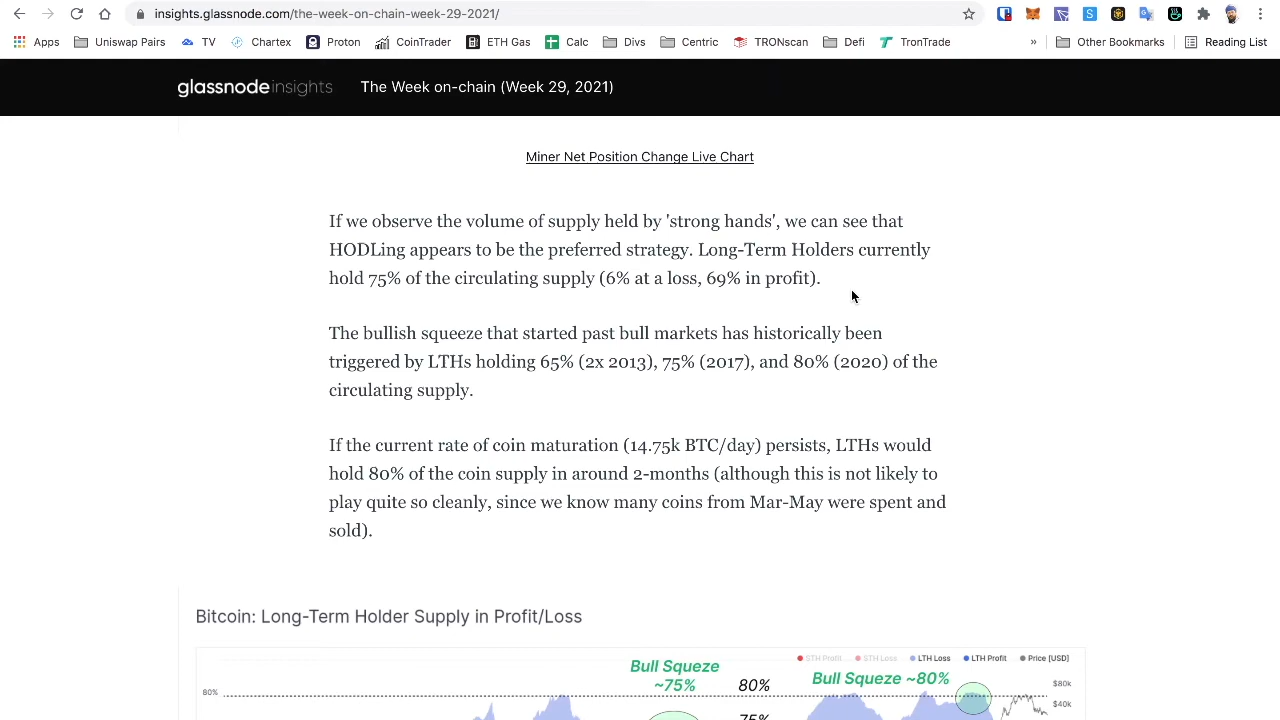 insights.glassnode.com/the-week-on-chain-week-29-2021/
Apps Uniswap Pairs TV Chartex Proton CoinTrader ETH Gas Calc Divs Centric TRONscan Defi TronTrade » Other Bookmarks Reading List
glassnodeinsights The Week on-chain (Week 29, 2021)
Miner Net Position Change Live Chart
If we observe the volume of supply held by 'strong hands', we can see that
HODLing appears to be the preferred strategy. Long-Term Holders currently
hold 75% of the circulating supply (6% at a loss, 69% in profit).
The bullish squeeze that started past bull markets has historically been
triggered by LTHs holding 65% (2x 2013), 75% (2017), and 80% (2020) of the
circulating supply.
If the current rate of coin maturation (14.75k BTC/day) persists, LTHs would
hold 80% of the coin supply in around 2-months (although this is not likely to
play quite so cleanly, since we know many coins from Mar-May were spent and
sold).
Bitcoin: Long-Term Holder Supply in Profit/Loss
STH Profit STH Loss LTH Loss LTH Profit Price [USD]
Bull Squeze
~75%
80%
Bull Squeze ~80%
80%
$80k
$40k
75%